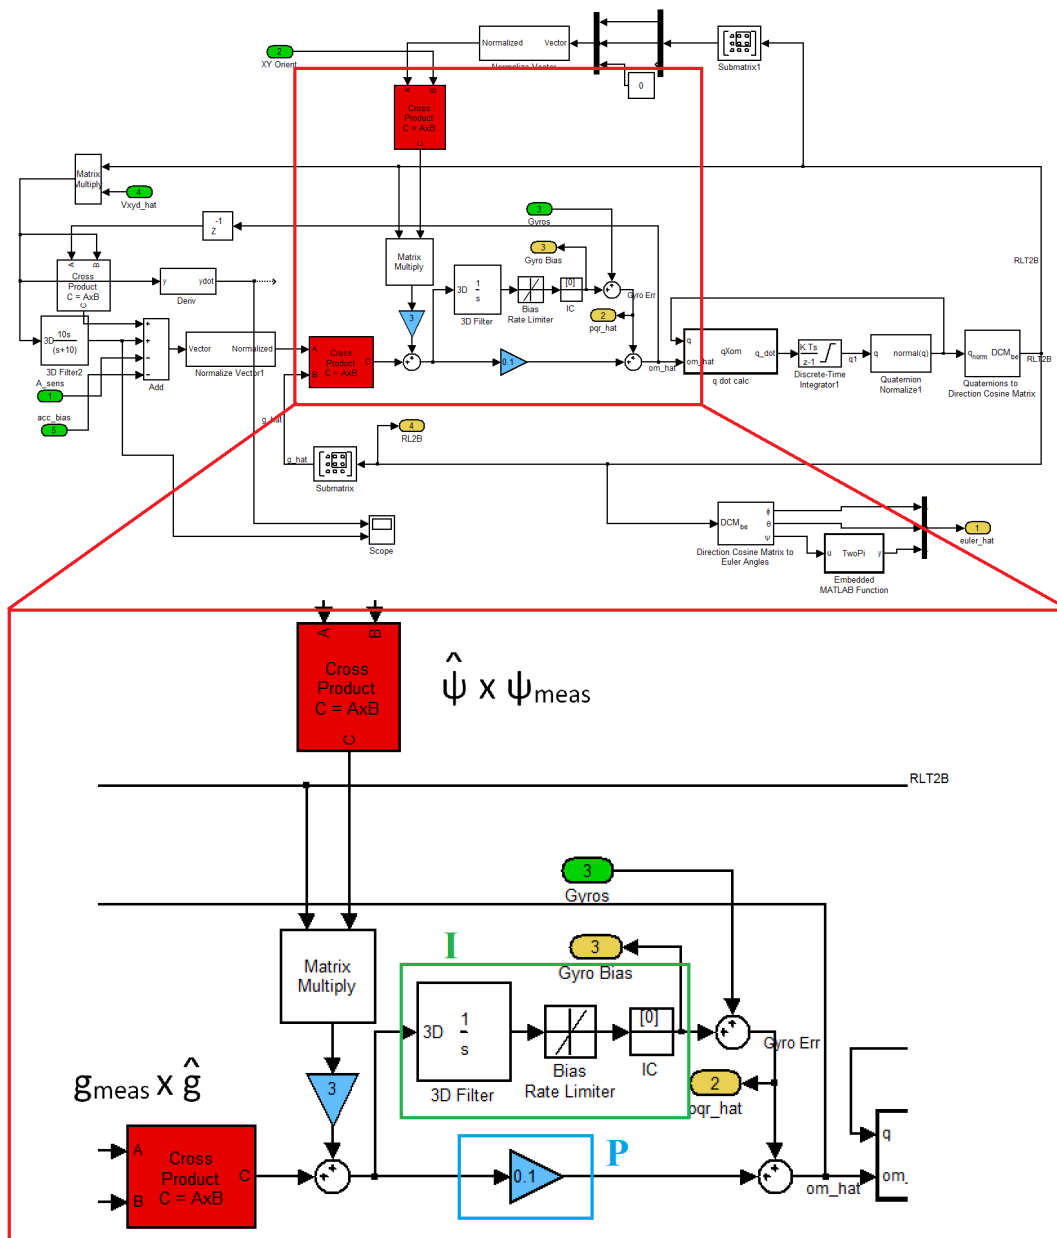 2
XY Orient
Normalized
Vector
Normalize Vector
0
Submatrix1
A
B
Cross
Product
C = AxB
C
Matrix
Multiply
4
Vxyd_hat
-1
Z
3
Gyros
3
Gyro Bias
RLT2B
A
B
Cross
Product
C = AxB
C
y
ydot
Deriv
Matrix
Multiply
3D
1
s
3D Filter
Bias
Rate Limiter
[0]
IC
Gyro Err
2
pqr_hat
3
3D
10s
(s+10)
3D Filter2
+
+
-
-
Add
Vector
Normalized
Normalize Vector1
A
B
Cross
Product
C = AxB
C
0.1
om_hat
q
om_hat
qXom
q_dot
q dot calc
K Ts
z-1
Discrete-Time
Integrator1
q1
q
normal(q)
Quaternion
Normalize1
qnorm
DCMbe
Quaternions to
Direction Cosine Matrix
RLT2B
A_sens
1
acc_bias
5
g_hat
4
RL2B
g_hat
Submatrix
Scope
DCMbe
ϕ
θ
ψ
Direction Cosine Matrix to
Euler Angles
u
TwoPi
y
Embedded
MATLAB Function
1
euler_hat
A
B
Cross
Product
C = AxB
C
ψ̂ x ψmeas
RLT2B
3
Gyros
I
3
Gyro Bias
Matrix
Multiply
3D
1
s
3D Filter
Bias
Rate Limiter
[0]
IC
+
+
Gyro Err
2
pqr_hat
3
gmeas x ĝ
A
B
Cross
Product
C = AxB
C
+
+
0.1
P
+
+
om_hat
q
om_